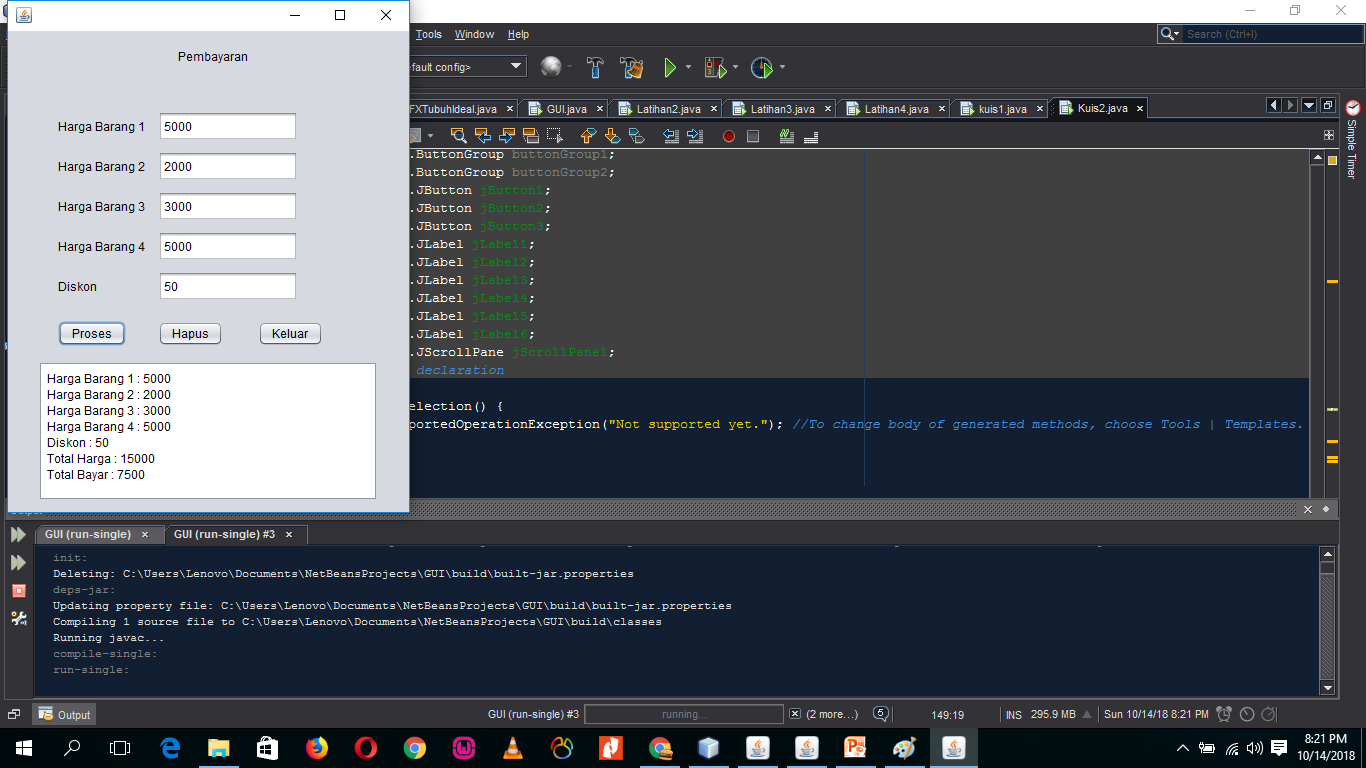 Pembayaran
Harga Barang 1 5000
Harga Barang 2 2000
Harga Barang 3 3000
Harga Barang 4 5000
Diskon 50
Proses Hapus Keluar
Harga Barang 1 : 5000
Harga Barang 2 : 2000
Harga Barang 3 : 3000
Harga Barang 4 : 5000
Diskon : 50
Total Harga : 15000
Total Bayar : 7500
Tools Window Help
Search (Ctrl+I)
fault config>
FXTubuhIdeal.java GUI.java Latihan2.java Latihan3.java Latihan4.java kuis1.java Kuis2.java
.ButtonGroup buttonGroup1;
.ButtonGroup buttonGroup2;
.JButton jButton1;
.JButton jButton2;
.JButton jButton3;
.JLabel jLabel1;
.JLabel jLabel2;
.JLabel jLabel3;
.JLabel jLabel4;
.JLabel jLabel5;
.JLabel jLabel6;
.JScrollPane jScrollPane1;
declaration
election() {
portedOperationException("Not supported yet."); //To change body of generated methods, choose Tools | Templates.
Simple Timer
GUI (run-single) GUI (run-single) #3
init:
Deleting: C:\Users\Lenovo\Documents\NetBeansProjects\GUI\build\built-jar.properties
deps-jar:
Updating property file: C:\Users\Lenovo\Documents\NetBeansProjects\GUI\build\built-jar.properties
Compiling 1 source file to C:\Users\Lenovo\Documents\NetBeansProjects\GUI\build\classes
Running javac...
compile-single:
run-single:
Output GUI (run-single) #3 running... (2 more...) 5 149:19 INS 295.9 MB Sun 10/14/18 8:21 PM
8:21 PM
10/14/2018